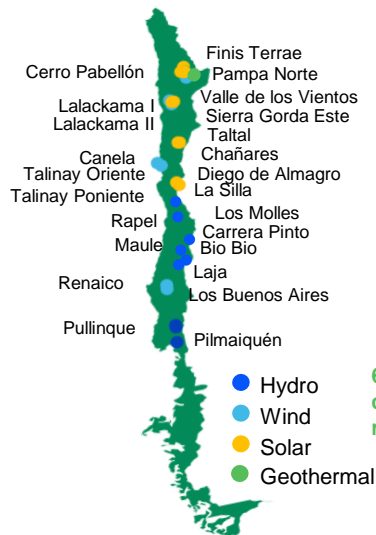 Finis Terrae
Cerro Pabellón
Pampa Norte
Valle de los Vientos
Lalackama I
Sierra Gorda Este
Lalackama II
Taltal
Chañares
Canela
Diego de Almagro
Talinay Oriente
La Silla
Talinay Poniente
Los Molles
Rapel
Carrera Pinto
Maule
Bio Bio
Laja
Renaico
Los Buenos Aires
Pullinque
Pilmaiquén
Hydro
Wind
Solar
Geothermal